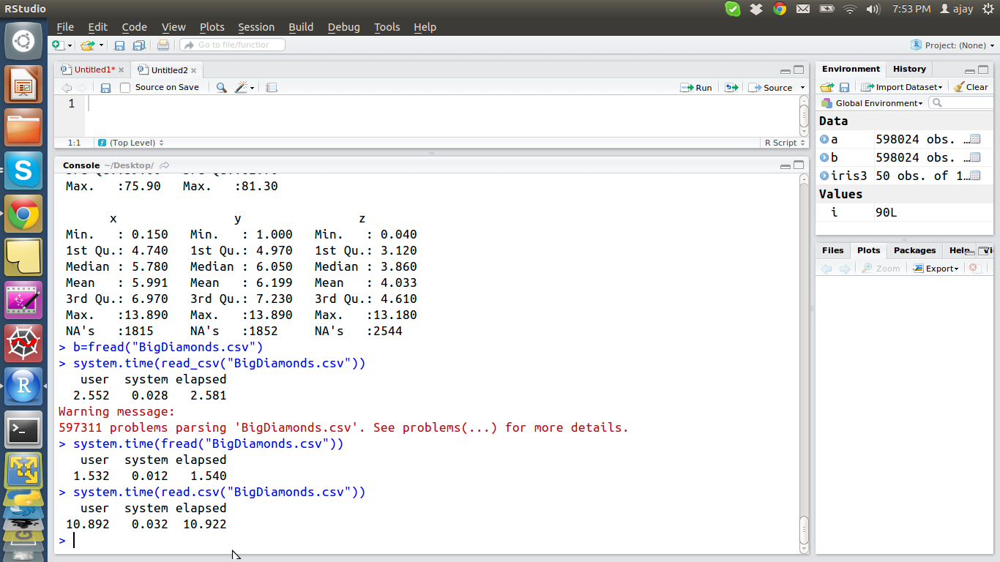 RStudio
7:53 PM ajay
File Edit Code View Plots Session Build Debug Tools Help
Go to file/function
Project: (None)
Untitled1* Untitled2
Source on Save Run Source
1
1:1 (Top Level) R Script
Console ~/Desktop/
Max. :75.90 Max. :81.30
x y z
Min. : 0.150 Min. : 1.000 Min. : 0.040
1st Qu.: 4.740 1st Qu.: 4.970 1st Qu.: 3.120
Median : 5.780 Median : 6.050 Median : 3.860
Mean : 5.991 Mean : 6.199 Mean : 4.033
3rd Qu.: 6.970 3rd Qu.: 7.230 3rd Qu.: 4.610
Max. :13.890 Max. :13.890 Max. :13.180
NA's :1815 NA's :1852 NA's :2544
> b=fread("BigDiamonds.csv")
> system.time(read_csv("BigDiamonds.csv"))
user system elapsed
2.552 0.028 2.581
Warning message:
597311 problems parsing 'BigDiamonds.csv'. See problems(...) for more details.
> system.time(fread("BigDiamonds.csv"))
user system elapsed
1.532 0.012 1.540
> system.time(read.csv("BigDiamonds.csv"))
user system elapsed
10.892 0.032 10.922
>
Environment History
Import Dataset Clear
Global Environment
Data
a 598024 obs. …
b 598024 obs. …
iris3 50 obs. of 1…
Values
i 90L
Files Plots Packages Help
Zoom Export